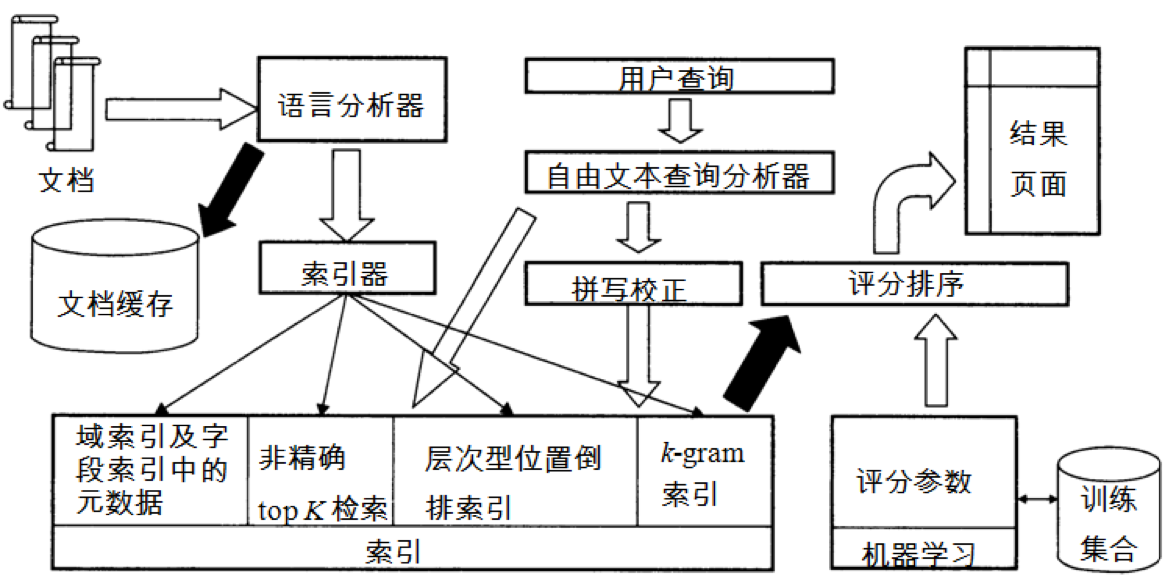 文档
语言分析器
文档缓存
索引器
用户查询
自由文本查询分析器
拼写校正
评分排序
结果
页面
域索引及字
段索引中的
元数据
非精确
top K 检索
层次型位置倒
排索引
k-gram
索引
索引
评分参数
机器学习
训练
集合